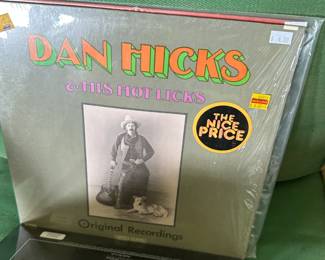 DAN HICKS
& HIS HOT LICKS
THE
NICE
PRICE
Original Recordings